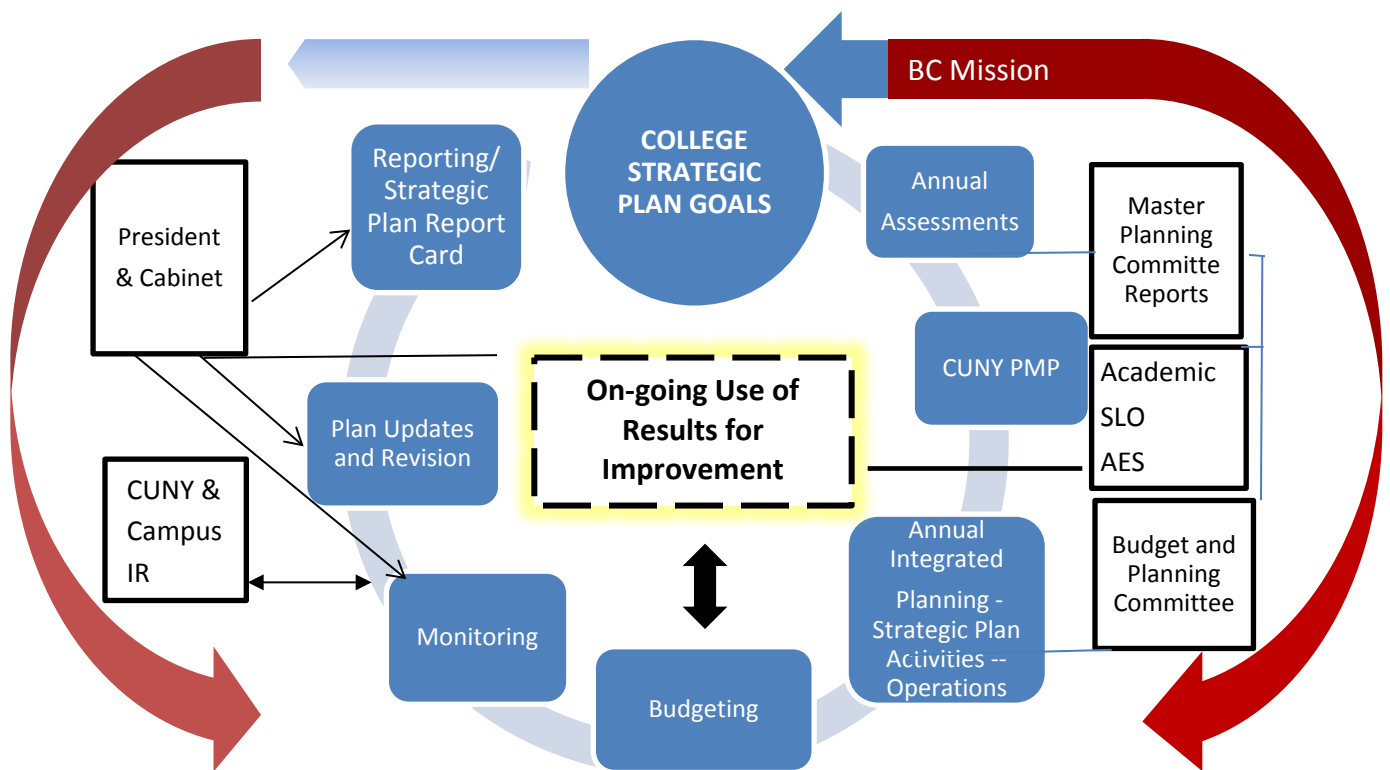 BC Mission
COLLEGE
STRATEGIC
PLAN GOALS
Reporting/
Strategic
Plan Report
Card
Annual
Assessments
Master
Planning
Committe
Reports
President
& Cabinet
CUNY PMP
Academic
SLO
AES
On-going Use of
Results for
Improvement
Plan Updates
and Revision
CUNY &
Campus
IR
Annual
Integrated
Planning -
Strategic Plan
Activities --
Operations
Budget and
Planning
Committee
Monitoring
Budgeting